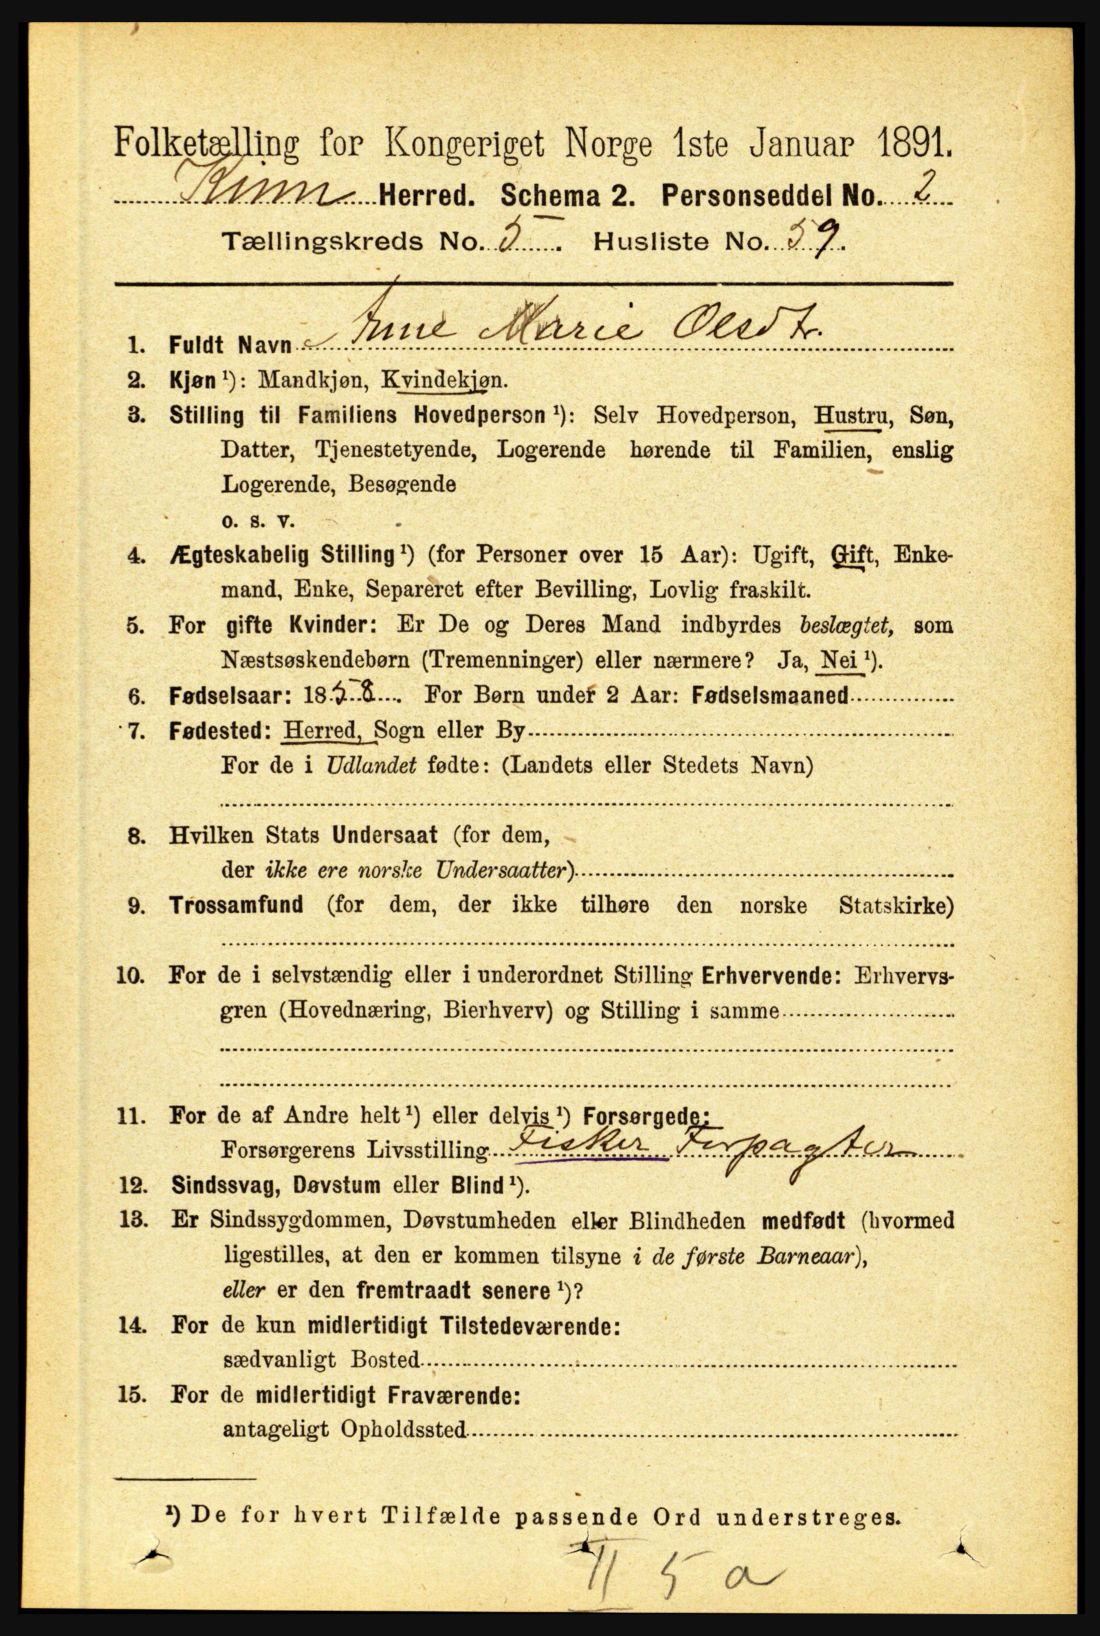 Folketælling for Kongeriget Norge 1ste Januar 1891.
Kinn Herred. Schema 2. Personseddel No. 2
Tællingskreds No. 5. Husliste No. 59.
1. Fuldt Navn Anne Marie Olsdtr.
2. Kjøn ¹): Mandkjøn, Kvindekjøn.
3. Stilling til Familiens Hovedperson ¹): Selv Hovedperson, Hustru, Søn,
Datter, Tjenestetyende, Logerende hørende til Familien, enslig
Logerende, Besøgende
o. s. v.
4. Ægteskabelig Stilling ¹) (for Personer over 15 Aar): Ugift, Gift, Enke-
mand, Enke, Separeret efter Bevilling, Lovlig fraskilt.
5. For gifte Kvinder: Er De og Deres Mand indbyrdes beslægtet, som
Næstsøskendebørn (Tremenninger) eller nærmere? Ja, Nei ¹).
6. Fødselsaar: 1858. For Børn under 2 Aar: Fødselsmaaned
7. Fødested: Herred, Sogn eller By
For de i Udlandet fødte: (Landets eller Stedets Navn)
8. Hvilken Stats Undersaat (for dem,
der ikke ere norske Undersaatter)
9. Trossamfund (for dem, der ikke tilhøre den norske Statskirke)
10. For de i selvstændig eller i underordnet Stilling Erhvervende: Erhvervs-
gren (Hovednæring, Bierhverv) og Stilling i samme
11. For de af Andre helt ¹) eller delvis ¹) Forsørgede:
Forsørgerens Livsstilling Fisker Forpagter
12. Sindssvag, Døvstum eller Blind ¹).
13. Er Sindssygdommen, Døvstumheden eller Blindheden medfødt (hvormed
ligestilles, at den er kommen tilsyne i de første Barneaar),
eller er den fremtraadt senere ¹)?
14. For de kun midlertidigt Tilstedeværende:
sædvanligt Bosted
15. For de midlertidigt Fraværende:
antageligt Opholdssted
¹) De for hvert Tilfælde passende Ord understreges.
II 5 a